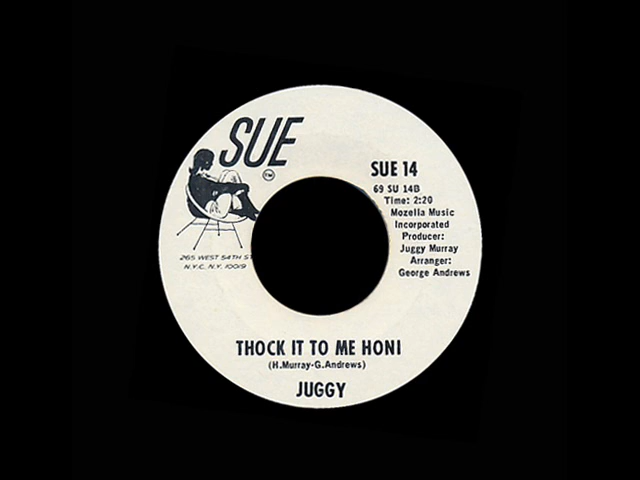 SUE
TM
SUE 14
69 SU 14B
Time: 2:20
Mozella Music
Incorporated
Producer:
Juggy Murray
Arranger:
George Andrews
265 WEST 54TH ST
N.Y.C. N.Y. 10019
THOCK IT TO ME HONI
(H.Murray-G.Andrews)
JUGGY